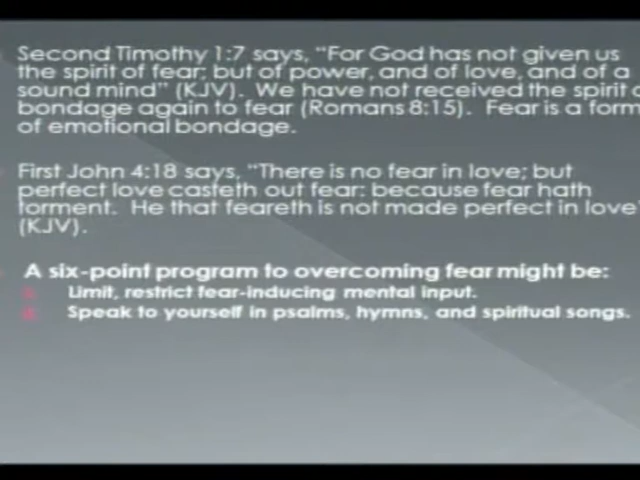 Second Timothy 1:7 says, “For God has not given us
the spirit of fear; but of power, and of love, and of a
sound mind” (KJV).  We have not received the spirit o
bondage again to fear (Romans 8:15).  Fear is a form
of emotional bondage.
First John 4:18 says, “There is no fear in love; but
perfect love casteth out fear: because fear hath
torment.  He that feareth is not made perfect in love”
(KJV).
A six-point program to overcoming fear might be:
Limit, restrict fear-inducing mental input.
Speak to yourself in psalms, hymns, and spiritual songs.